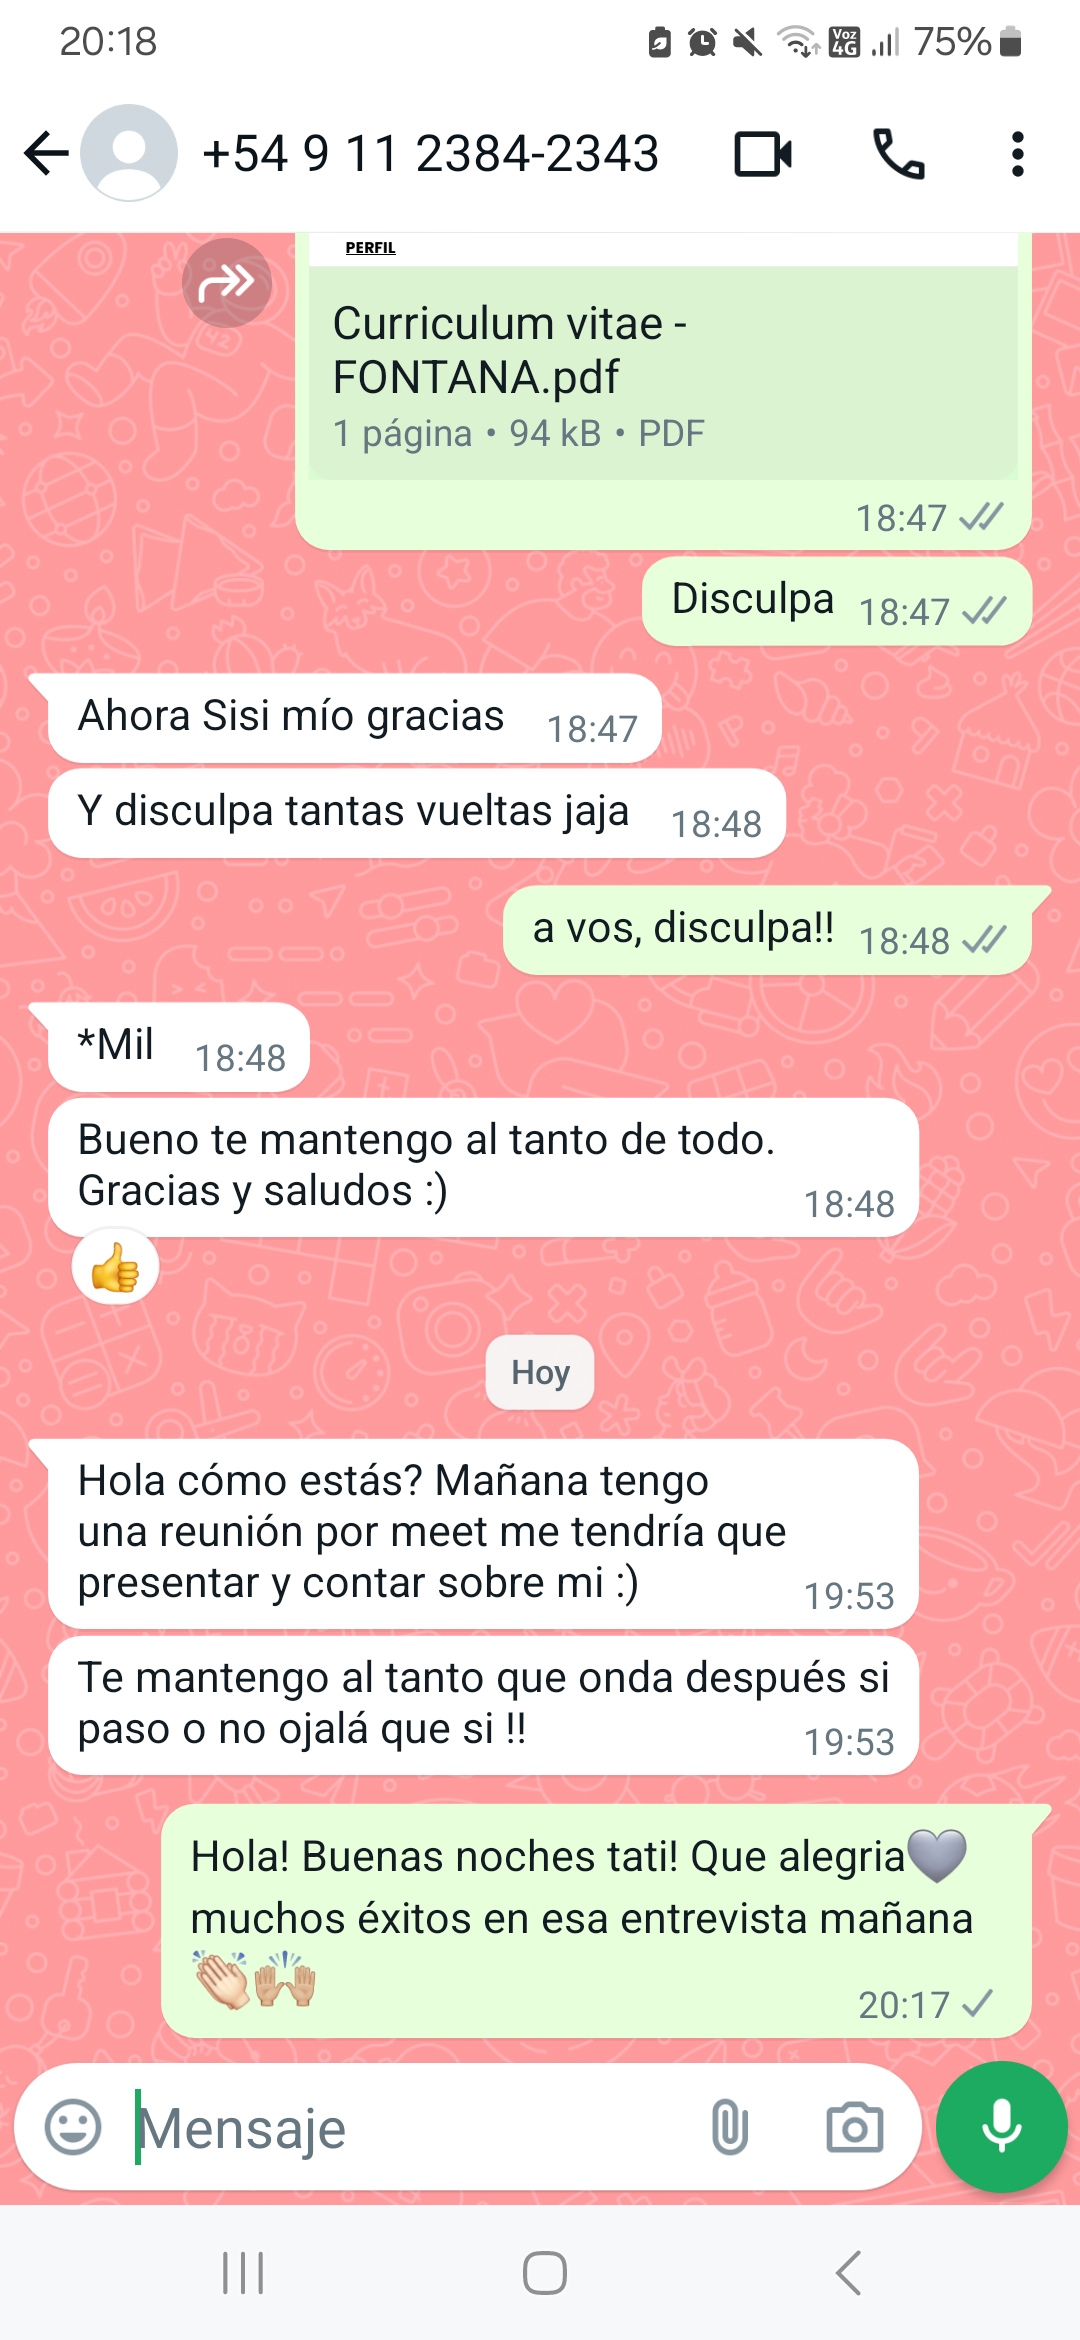 20:18
Voz
4G
75%
+54 9 11 2384-2343
PERFIL
Curriculum vitae -
FONTANA.pdf
1 página • 94 kB • PDF
18:47
Disculpa 18:47
Ahora Sisi mío gracias 18:47
Y disculpa tantas vueltas jaja 18:48
a vos, disculpa!! 18:48
*Mil 18:48
Bueno te mantengo al tanto de todo.
Gracias y saludos :) 18:48
👍
Hoy
Hola cómo estás? Mañana tengo
una reunión por meet me tendría que
presentar y contar sobre mi :) 19:53
Te mantengo al tanto que onda después si
paso o no ojalá que si !! 19:53
Hola! Buenas noches tati! Que alegria🩶
muchos éxitos en esa entrevista mañana
👏🏼🙌🏼 20:17
Mensaje